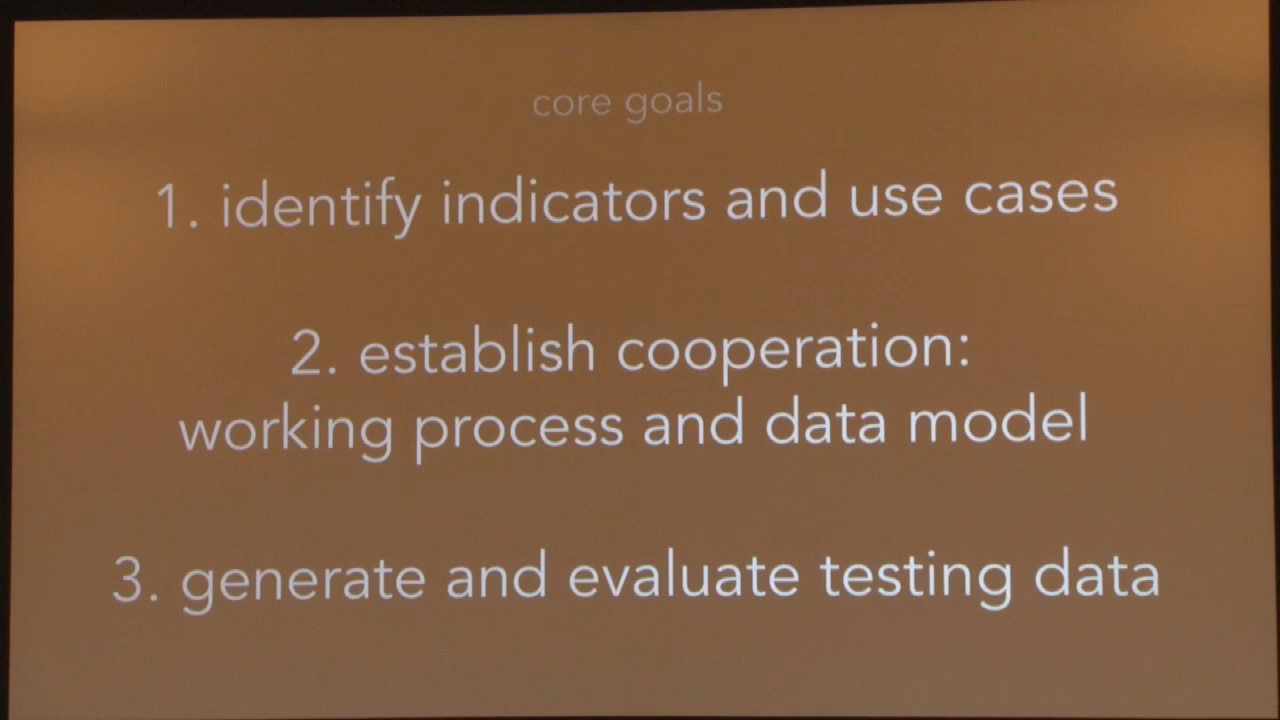 core goals
1. identify indicators and use cases
2. establish cooperation:
working process and data model
3. generate and evaluate testing data